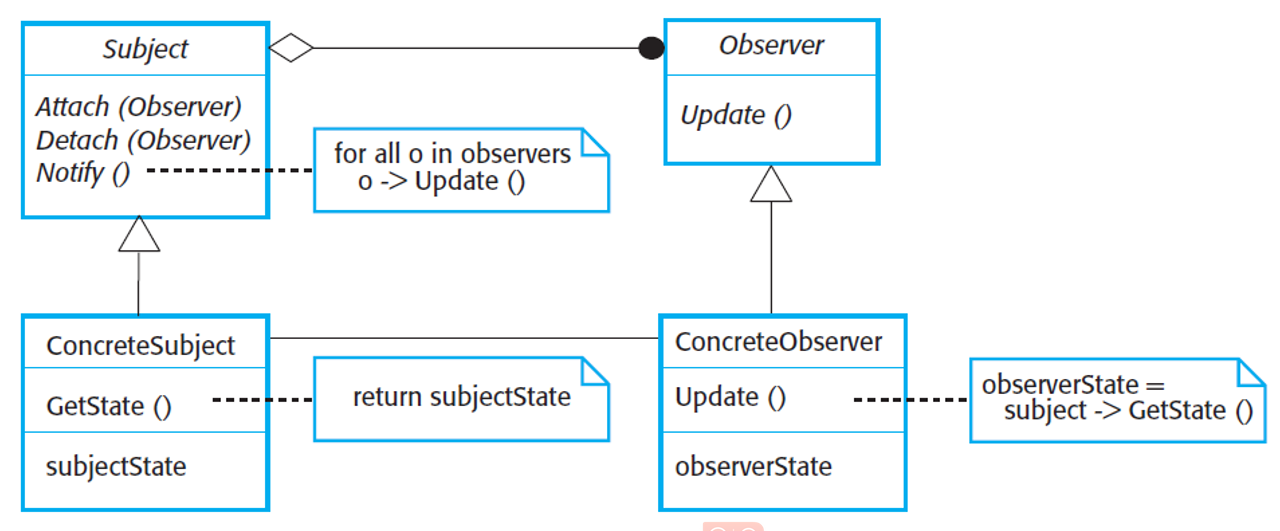 Subject
Observer
Attach (Observer)
Detach (Observer)
Notify ()
for all o in observers
o -> Update ()
Update ()
ConcreteSubject
GetState ()
subjectState
return subjectState
ConcreteObserver
Update ()
observerState
observerState =
subject -> GetState ()